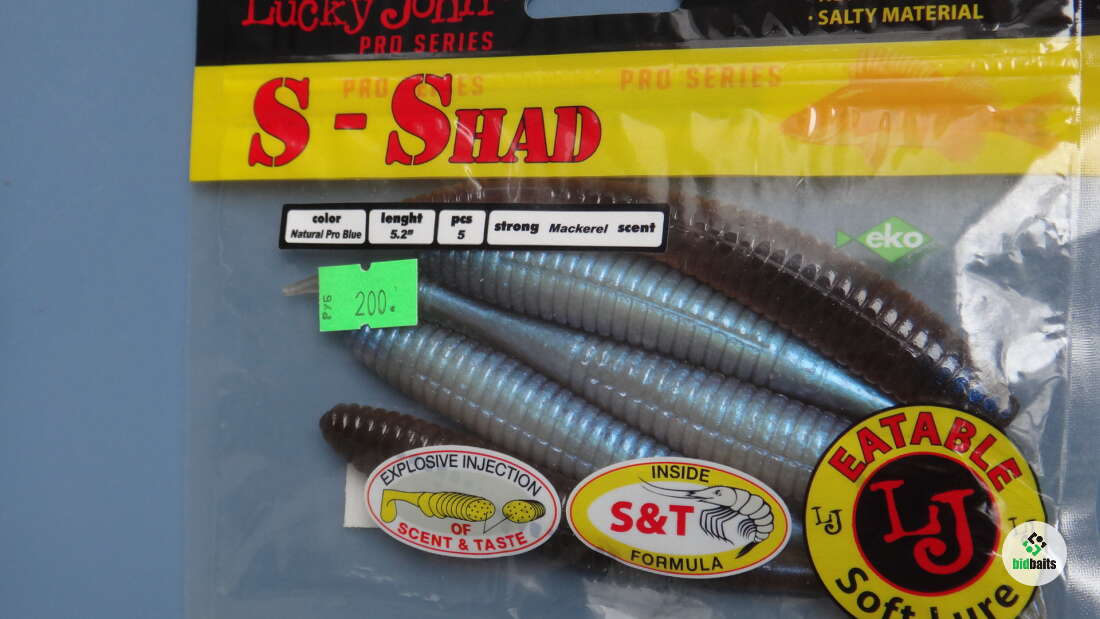 Lucky John
PRO SERIES
· SALTY MATERIAL
PRO SERIES
PRO SERIES
S - SHAD
color
Natural Pro Blue
lenght
5.2"
pcs
5
strong Mackerel scent
eko
РУБ
200.
EXPLOSIVE INJECTION
OF
SCENT & TASTE
INSIDE
S&T
FORMULA
EATABLE
LJ
LJ
LJ
Soft Lure
bidbaits